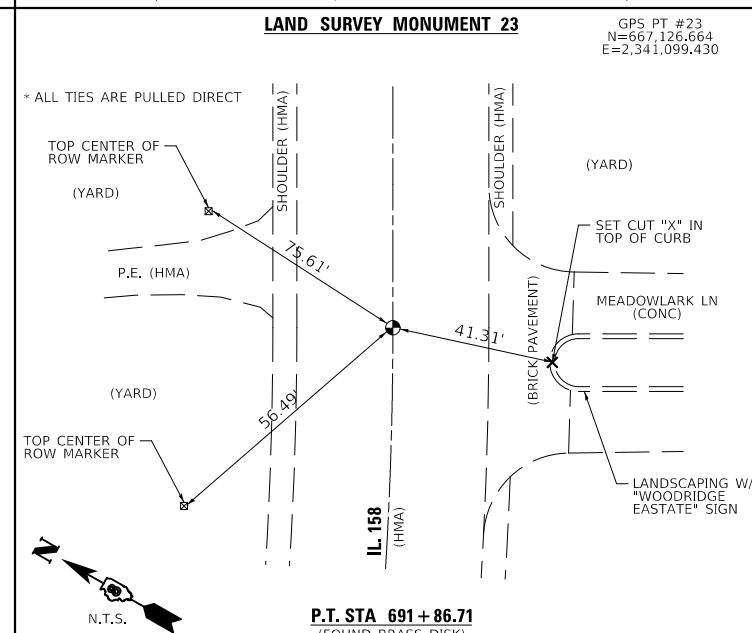 LAND SURVEY MONUMENT 23
GPS PT #23
N=667,126.664
E=2,341,099.430
* ALL TIES ARE PULLED DIRECT
SHOULDER (HMA)
SHOULDER (HMA)
TOP CENTER OF
ROW MARKER
(YARD)
(YARD)
75.61'
SET CUT "X" IN
TOP OF CURB
P.E. (HMA)
MEADOWLARK LN
(CONC)
41.31'
(BRICK PAVEMENT)
(YARD)
56.49'
TOP CENTER OF
ROW MARKER
LANDSCAPING W/
"WOODRIDGE
EASTATE" SIGN
IL. 158
(HMA)
N
N.T.S.
P.T. STA 691+86.71
(FOUND BRASS DISK)